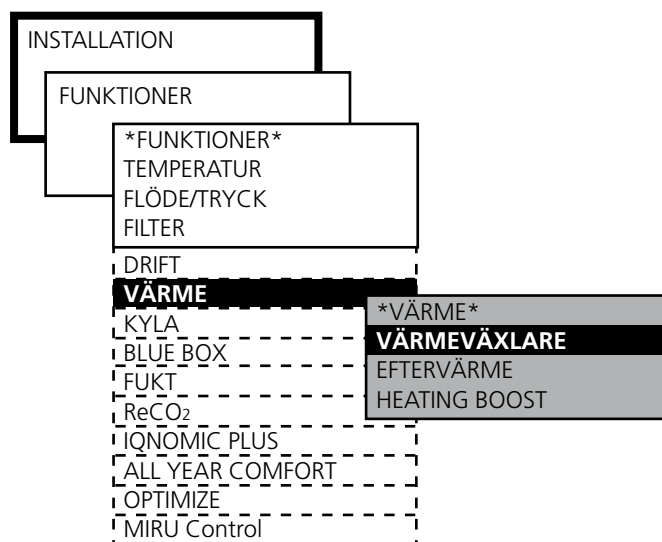 INSTALLATION
FUNKTIONER
*FUNKTIONER*
TEMPERATUR
FLÖDE/TRYCK
FILTER
DRIFT
VÄRME
KYLA
BLUE BOX
FUKT
ReCO2
IQNOMIC PLUS
ALL YEAR COMFORT
OPTIMIZE
MIRU Control
*VÄRME*
VÄRMEVÄXLARE
EFTERVÄRME
HEATING BOOST